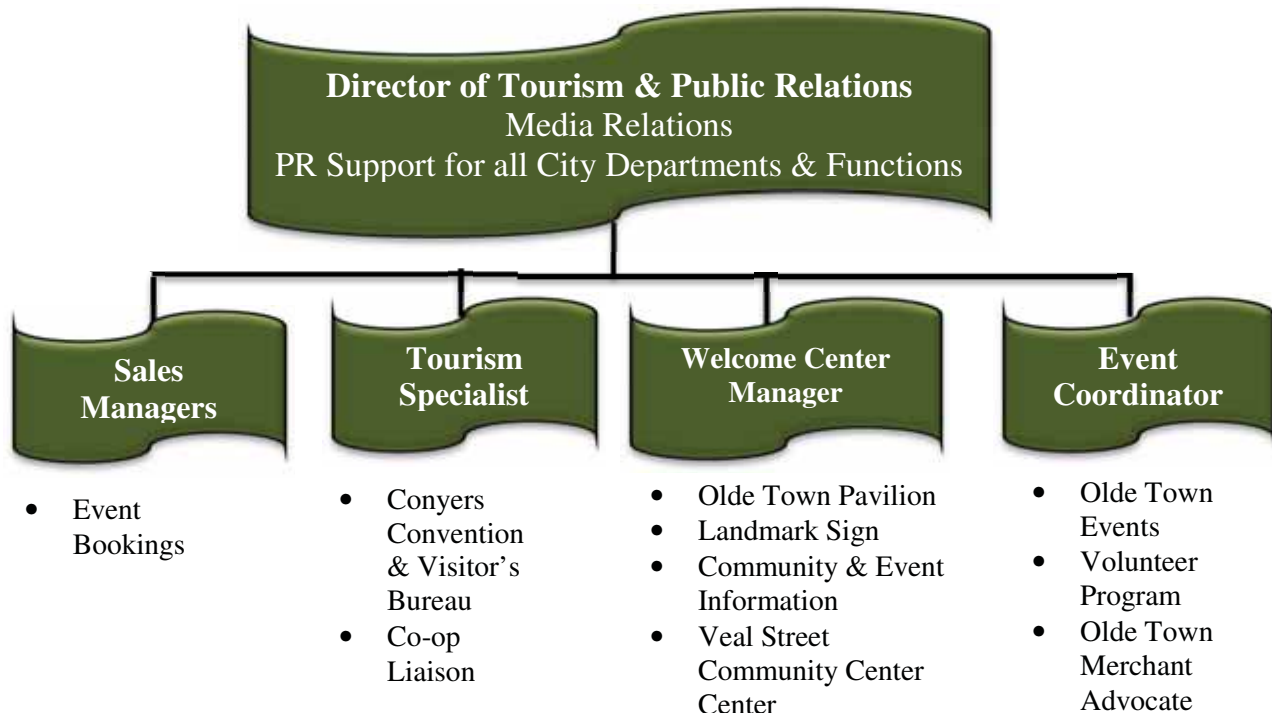 Director of Tourism & Public Relations
Media Relations
PR Support for all City Departments & Functions
Sales
Managers
• Event
Bookings
Tourism
Specialist
• Conyers
Convention
& Visitor's
Bureau
• Co-op
Liaison
Welcome Center
Manager
• Olde Town Pavilion
• Landmark Sign
• Community & Event
Information
• Veal Street
Community Center
Center
Event
Coordinator
• Olde Town
Events
• Volunteer
Program
• Olde Town
Merchant
Advocate